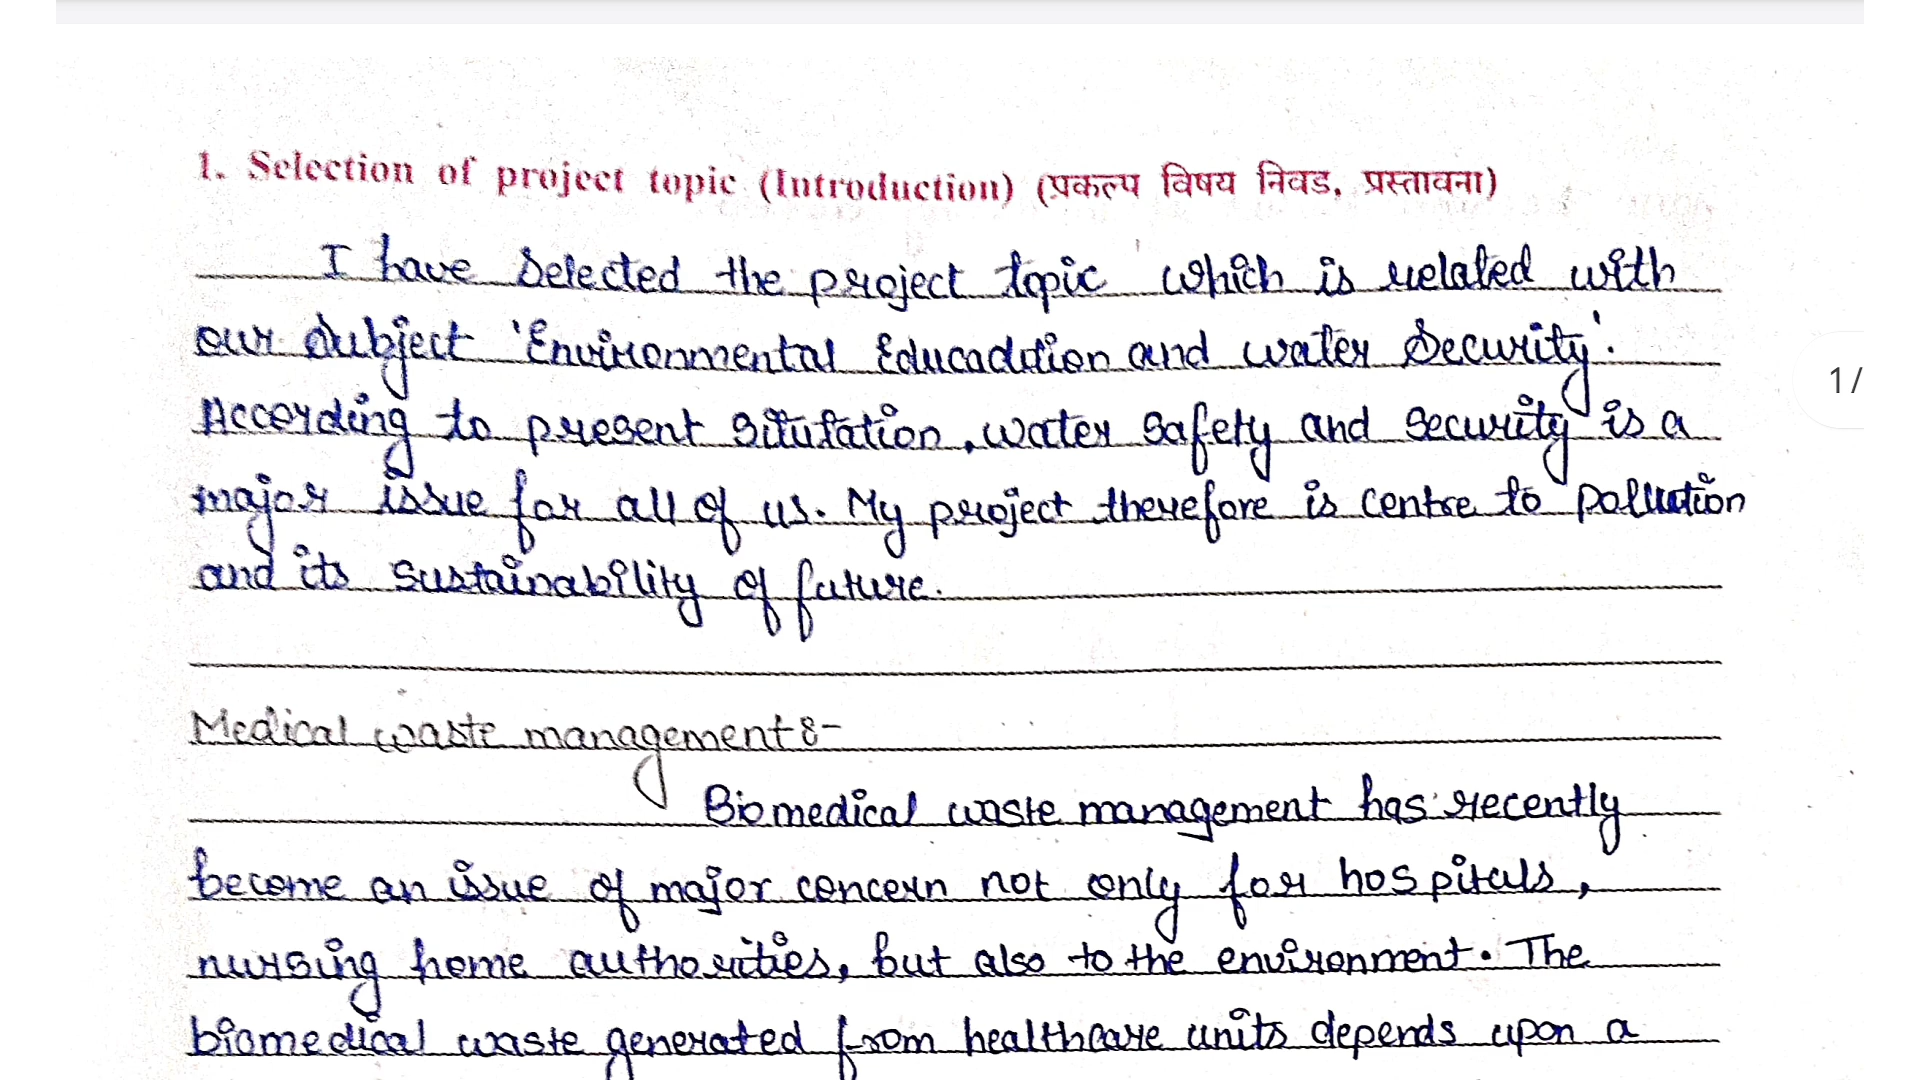 1. Selection of project topic (Introduction) (प्रकल्प विषय निवड, प्रस्तावना)
I have selected the project topic which is related with
our subject 'Environmental Educadtion and water security'.
According to present situtation, water safety and security is a
major issue for all of us. My project therefore is centre to pollution
and its sustainability of future.
Medical waste management :-
Biomedical waste management has recently
become an issue of major concern not only for hospitals,
nursing home authorities, but also to the environment. The
biomedical waste generated from healthcare units depends upon a
1/